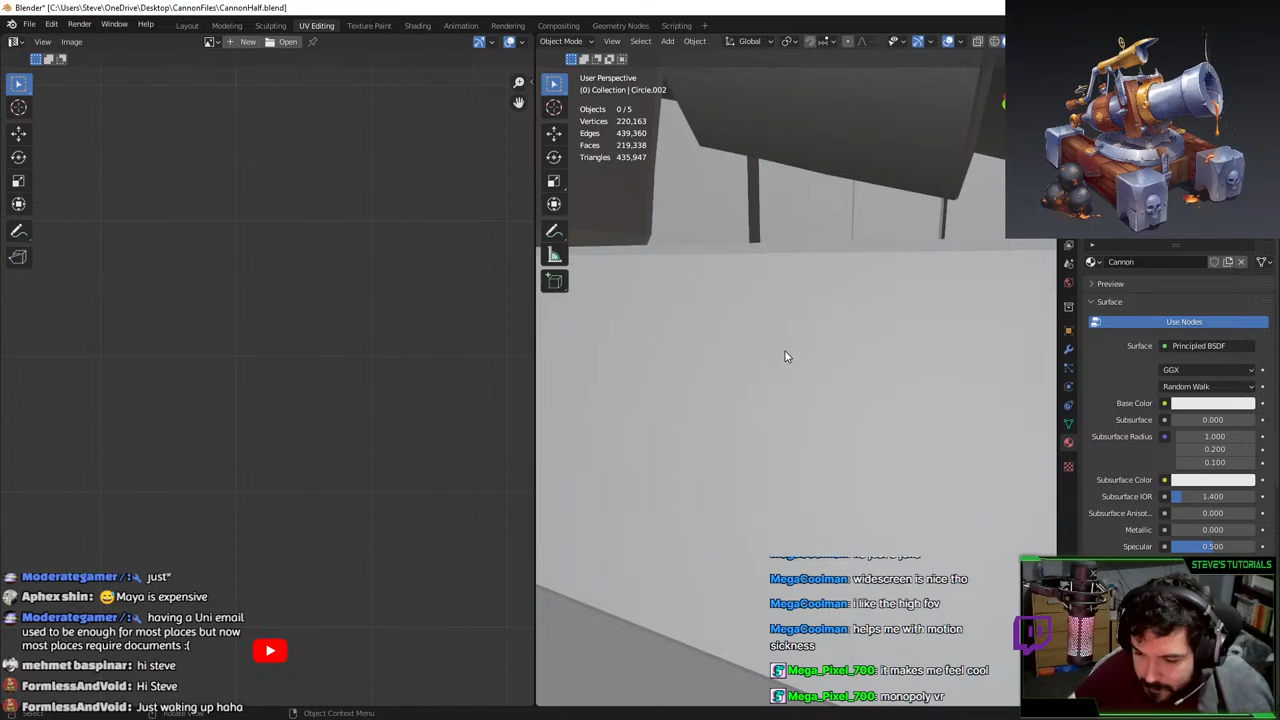 Blender* [C:\Users\Steve\OneDrive\Desktop\CannonFiles\CannonHalf.blend]
File Edit Render Window Help Layout Modeling Sculpting UV Editing Texture Paint Shading Animation Rendering Compositing Geometry Nodes Scripting +
View Image + New Open
Object Mode View Select Add Object Global
User Perspective
(0) Collection | Circle.002
Objects 0 / 5
Vertices 220,163
Edges 439,360
Faces 219,338
Triangles 435,947
Cannon
Preview
Surface
Use Nodes
Surface Principled BSDF
GGX
Random Walk
Base Color
Subsurface 0.000
Subsurface Radius 1.000
0.200
0.100
Subsurface Color
Subsurface IOR 1.400
Subsurface Anisot... 0.000
Metallic 0.000
Specular 0.500
STEVE'S TUTORIALS
Moderategamer/: just"
Aphex shin: 😅 Maya is expensive
Moderategamer/: having a Uni email
used to be enough for most places but now
most places require documents :(
mehmet baspinar: hi steve
FormlessAndVoid: Hi Steve
FormlessAndVoid: Just waking up haha
MegaCoolman: widescreen is nice tho
MegaCoolman: i like the high fov
MegaCoolman: helps me with motion
sickness
Mega_Pixel_700: it makes me feel cool
Mega_Pixel_700: monopoly vr
Object Context Menu